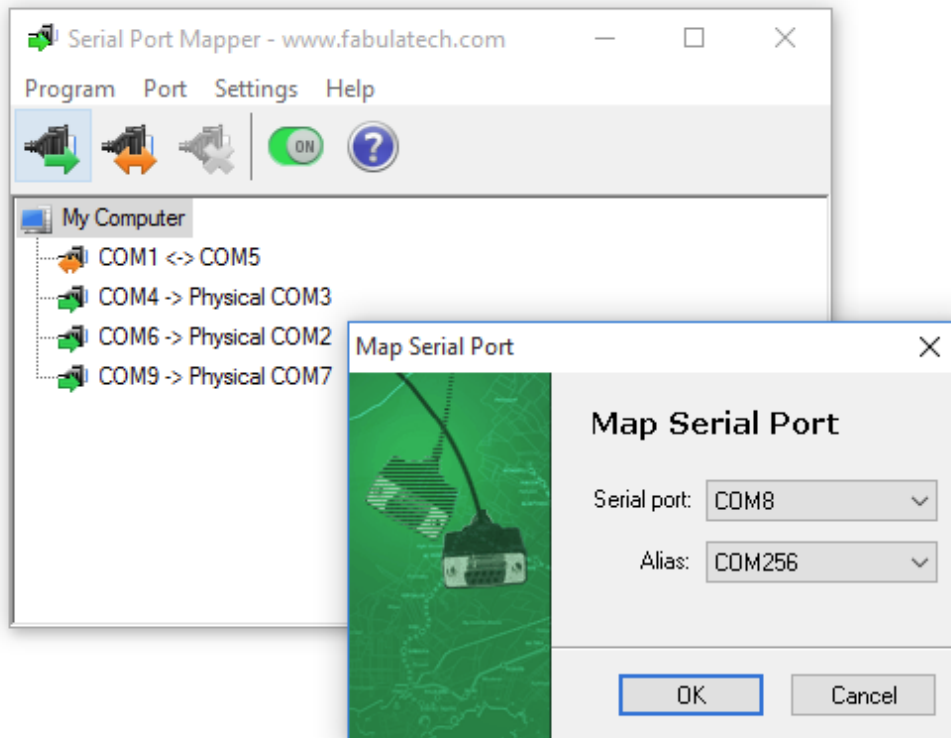 Serial Port Mapper - www.fabulatech.com
Program Port Settings Help
ON
?
My Computer
COM1 <-> COM5
COM4 -> Physical COM3
COM6 -> Physical COM2
COM9 -> Physical COM7
Map Serial Port
Map Serial Port
Serial port: COM8
Alias: COM256
OK Cancel